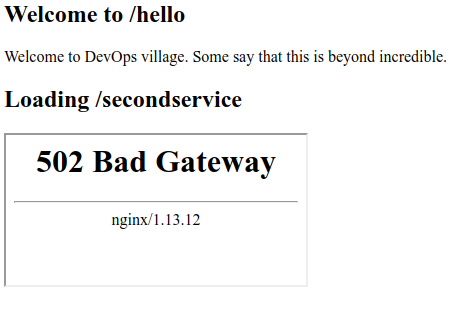 Welcome to /hello
Welcome to DevOps village. Some say that this is beyond incredible.
Loading /secondservice
502 Bad Gateway
nginx/1.13.12